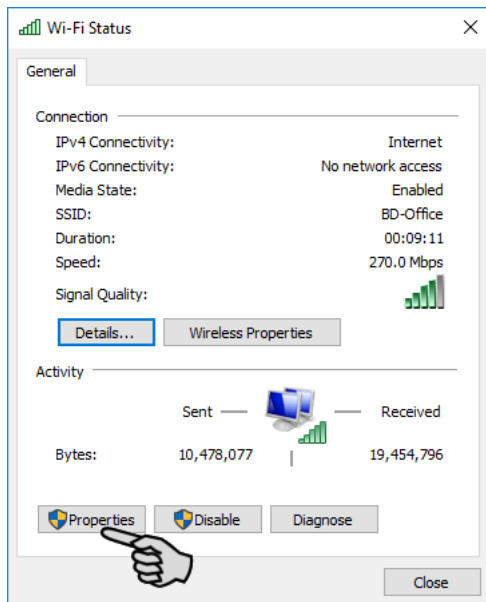 Wi-Fi Status
General
Connection
IPv4 Connectivity: Internet
IPv6 Connectivity: No network access
Media State: Enabled
SSID: BD-Office
Duration: 00:09:11
Speed: 270.0 Mbps
Signal Quality:
Details... Wireless Properties
Activity
Sent Received
Bytes: 10,478,077 19,454,796
Properties Disable Diagnose
Close